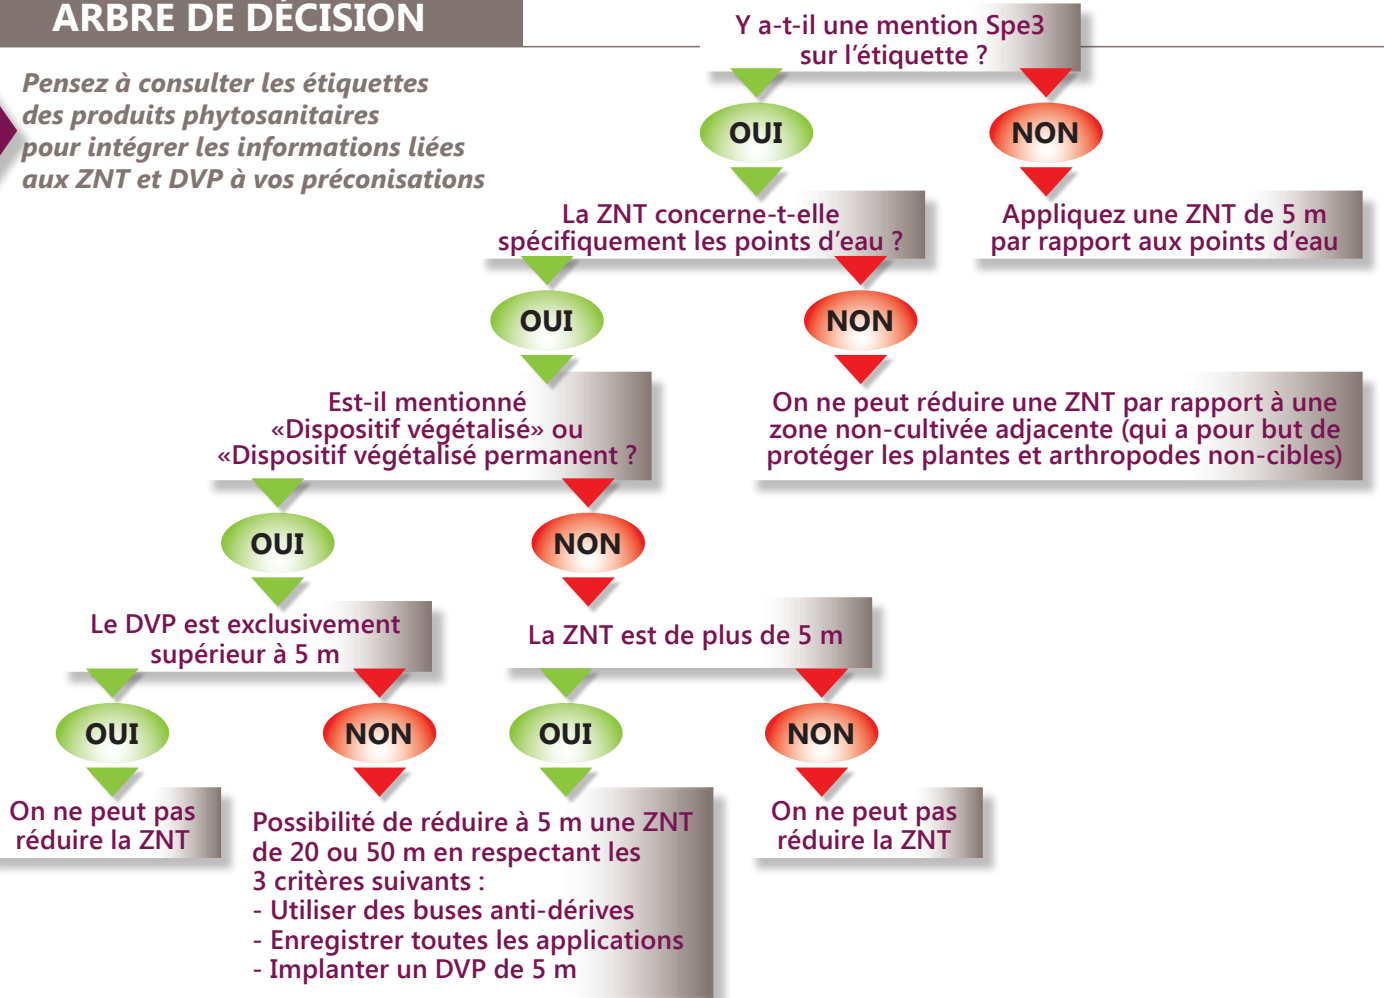 ARBRE DE DÉCISION
Pensez à consulter les étiquettes
des produits phytosanitaires
pour intégrer les informations liées
aux ZNT et DVP à vos préconisations
Y a-t-il une mention Spe3
sur l'étiquette ?
OUI
NON
La ZNT concerne-t-elle
spécifiquement les points d'eau ?
Appliquez une ZNT de 5 m
par rapport aux points d'eau
OUI
NON
Est-il mentionné
«Dispositif végétalisé» ou
«Dispositif végétalisé permanent ?
On ne peut réduire une ZNT par rapport à une
zone non-cultivée adjacente (qui a pour but de
protéger les plantes et arthropodes non-cibles)
OUI
NON
Le DVP est exclusivement
supérieur à 5 m
La ZNT est de plus de 5 m
OUI
NON
OUI
NON
On ne peut pas
réduire la ZNT
Possibilité de réduire à 5 m une ZNT
de 20 ou 50 m en respectant les
3 critères suivants :
- Utiliser des buses anti-dérives
- Enregistrer toutes les applications
- Implanter un DVP de 5 m
On ne peut pas
réduire la ZNT